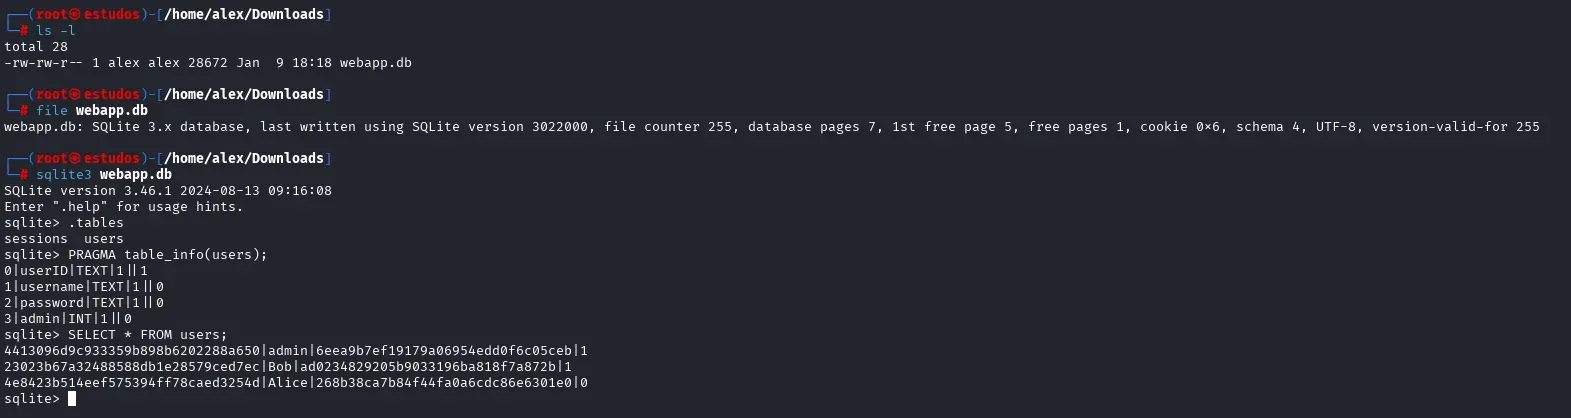 ┌──(root㉿estudos)-[/home/alex/Downloads]
└─# ls -l
total 28
-rw-rw-r-- 1 alex alex 28672 Jan  9 18:18 webapp.db
┌──(root㉿estudos)-[/home/alex/Downloads]
└─# file webapp.db
webapp.db: SQLite 3.x database, last written using SQLite version 3022000, file counter 255, database pages 7, 1st free page 5, free pages 1, cookie 0×6, schema 4, UTF-8, version-valid-for 255
┌──(root㉿estudos)-[/home/alex/Downloads]
└─# sqlite3 webapp.db
SQLite version 3.46.1 2024-08-13 09:16:08
Enter ".help" for usage hints.
sqlite> .tables
sessions  users
sqlite> PRAGMA table_info(users);
0|userID|TEXT|1||1
1|username|TEXT|1||0
2|password|TEXT|1||0
3|admin|INT|1||0
sqlite> SELECT * FROM users;
4413096d9c933359b898b6202288a650|admin|6eea9b7ef19179a06954edd0f6c05ceb|1
23023b67a32488588db1e28579ced7ec|Bob|ad0234829205b9033196ba818f7a872b|1
4e8423b514eef575394ff78caed3254d|Alice|268b38ca7b84f44fa0a6cdc86e6301e0|0
sqlite>